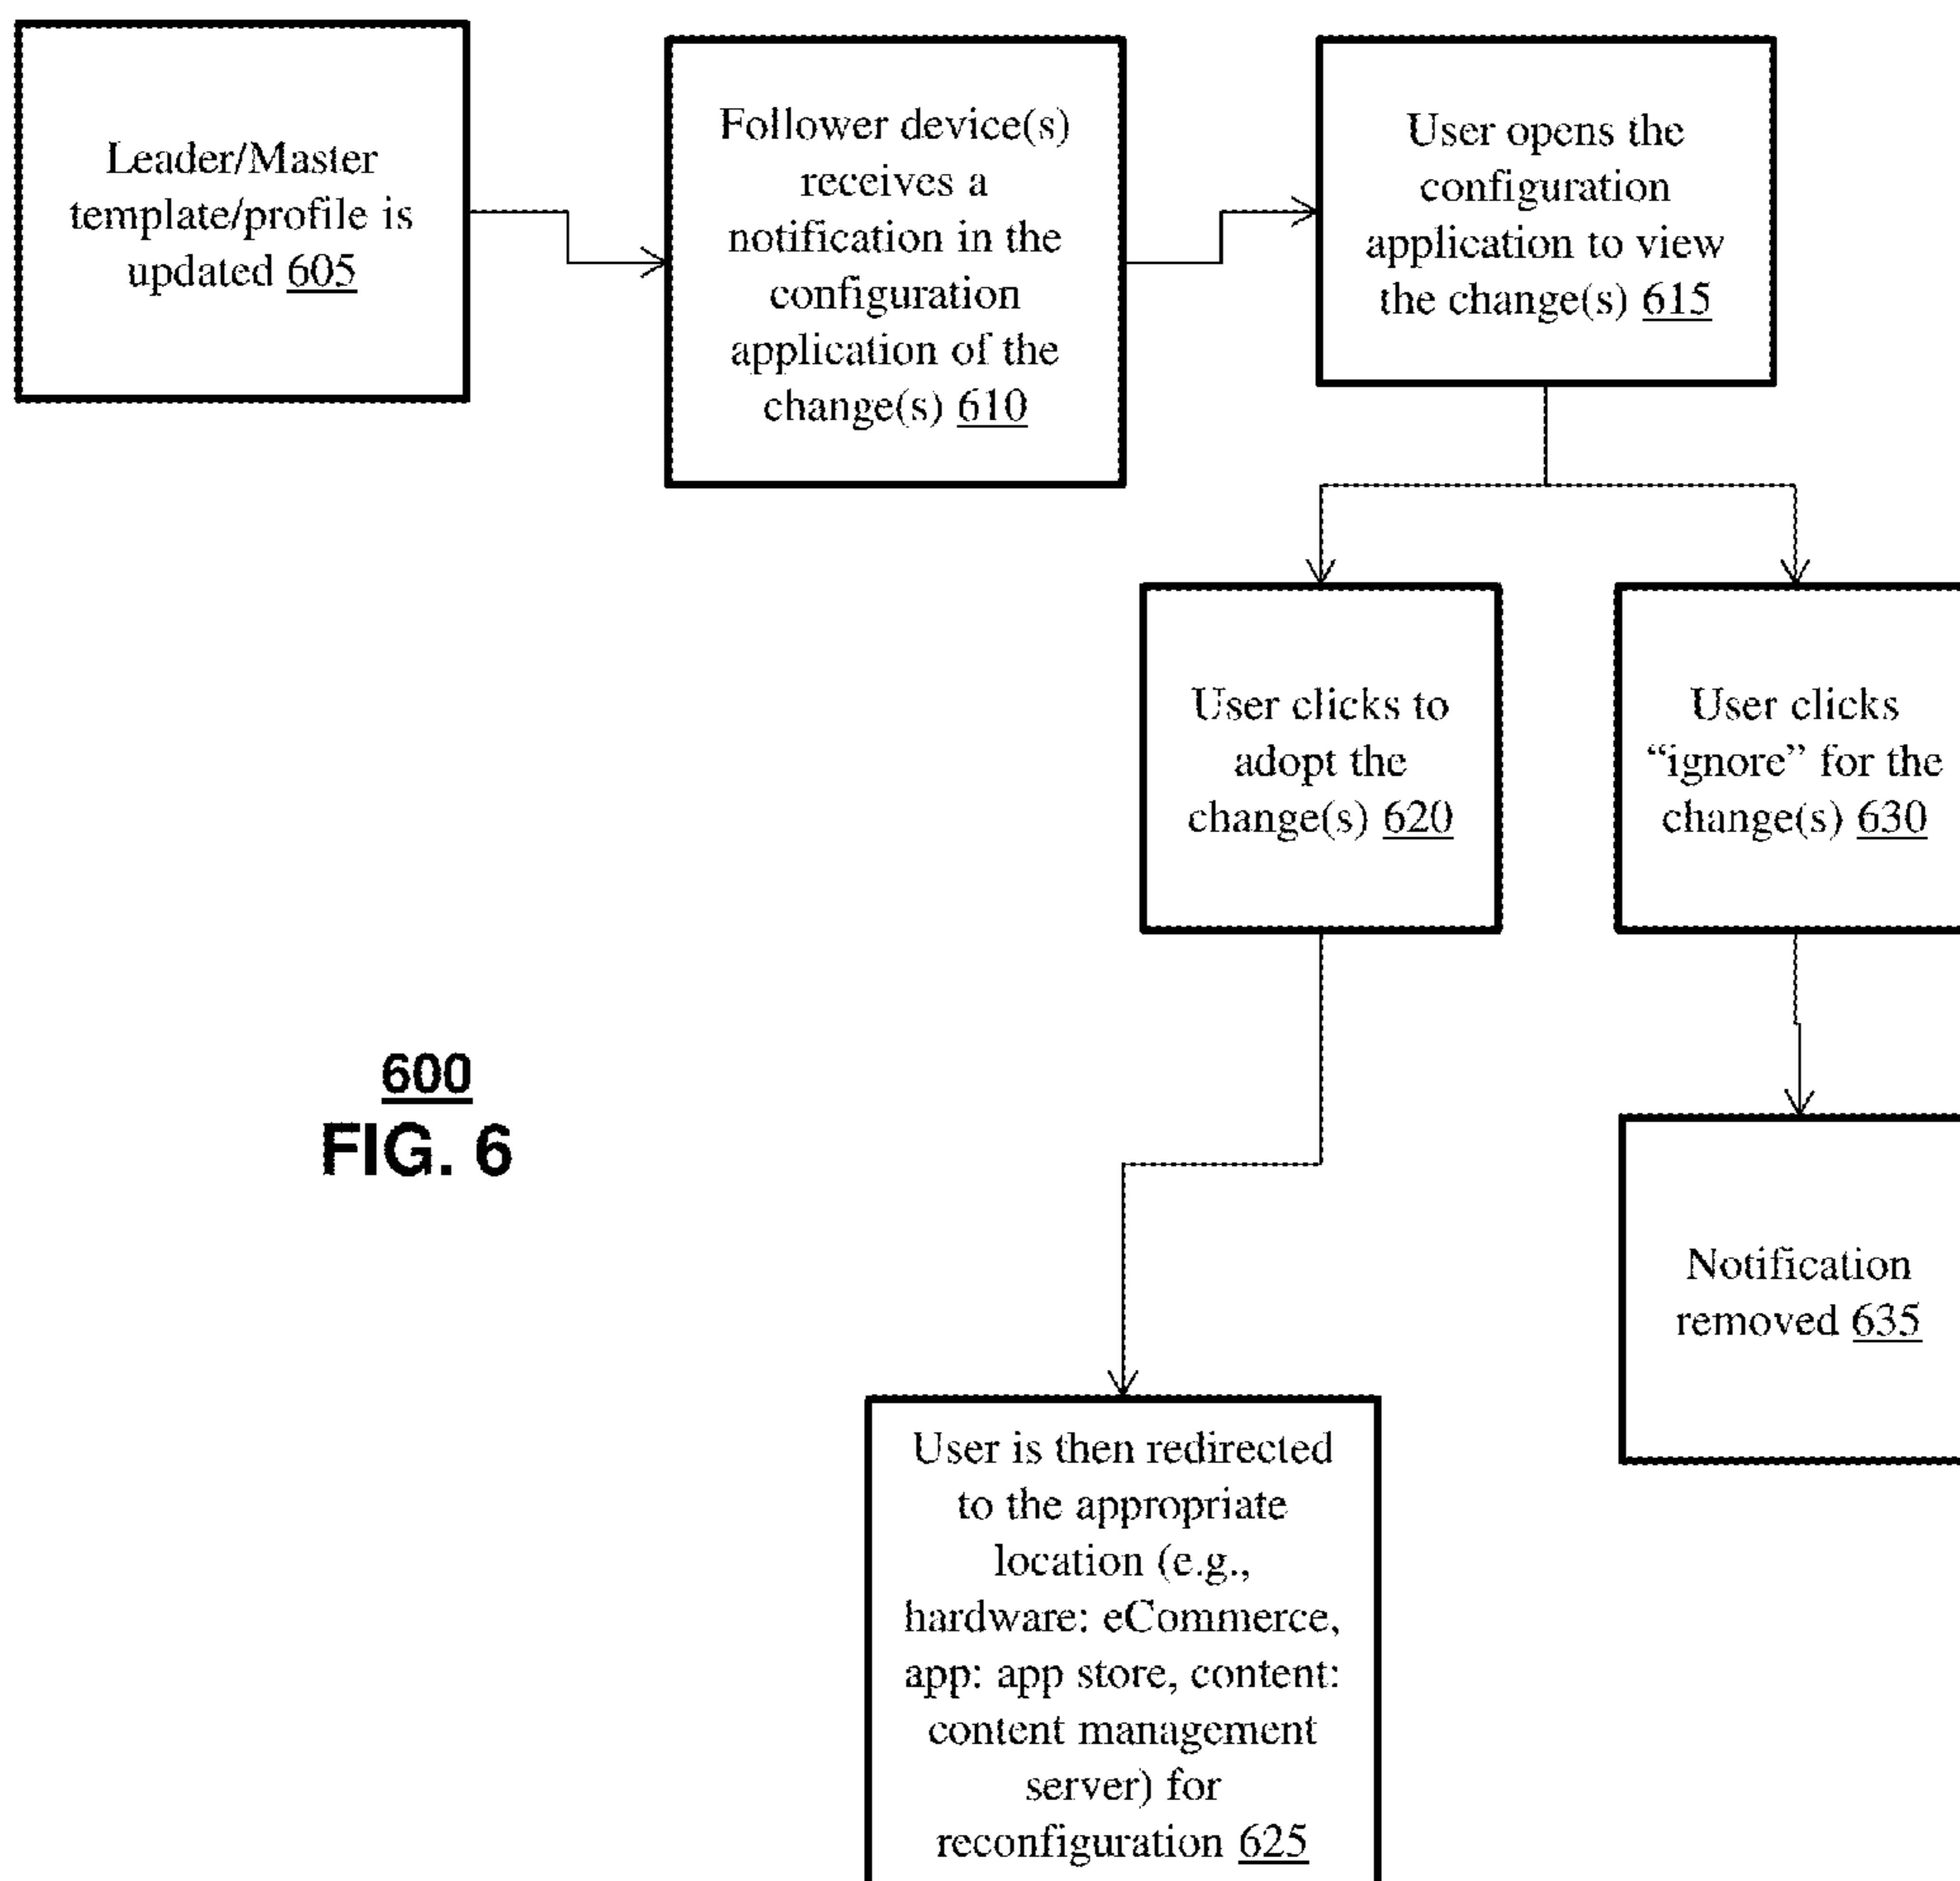 Leader/Master
template/profile is
updated 605
Follower device(s)
receives a
notification in the
configuration
application of the
change(s) 610
User opens the
configuration
application to view
the change(s) 615
User clicks to
adopt the
change(s) 620
User clicks
“ignore” for the
change(s) 630
600
FIG. 6
Notification
removed 635
User is then redirected
to the appropriate
location (e.g.,
hardware: eCommerce,
app: app store, content:
content management
server) for
reconfiguration 625